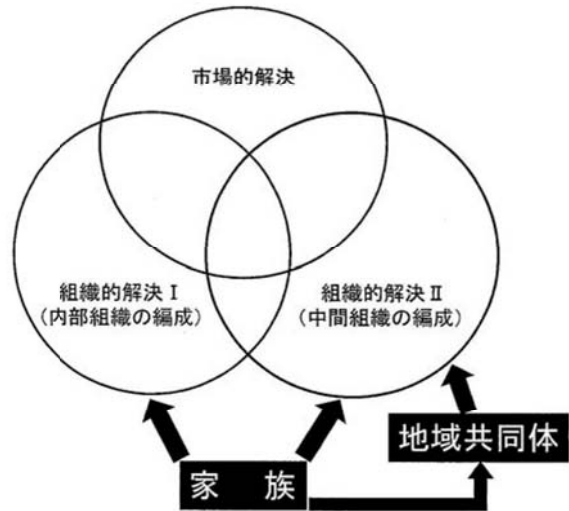 市場的解決
組織的解決Ⅰ
(内部組織の編成)
組織的解決Ⅱ
(中間組織の編成)
地域共同体
家 族